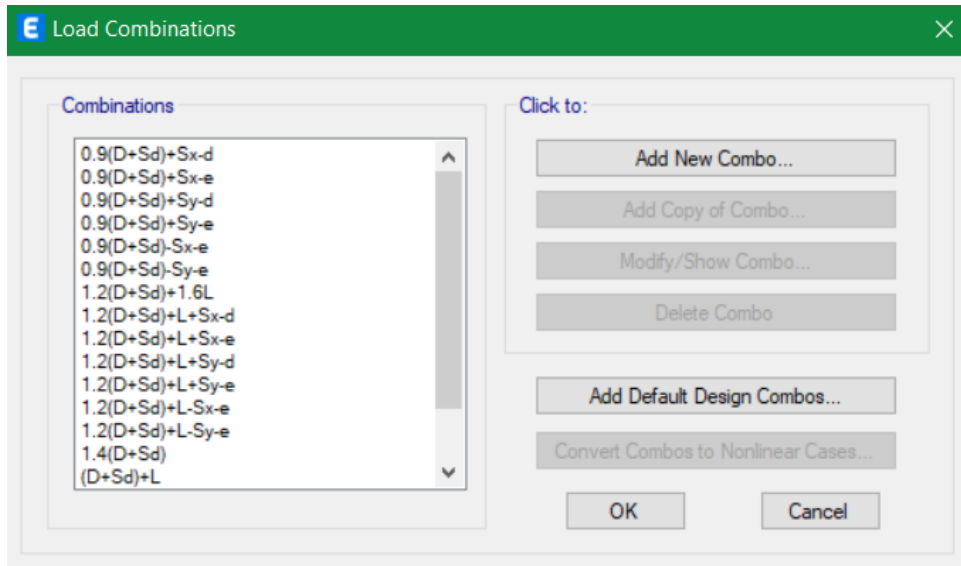 E Load Combinations
Combinations
0.9(D+Sd)+Sx-d
0.9(D+Sd)+Sx-e
0.9(D+Sd)+Sy-d
0.9(D+Sd)+Sy-e
0.9(D+Sd)-Sx-e
0.9(D+Sd)-Sy-e
1.2(D+Sd)+1.6L
1.2(D+Sd)+L+Sx-d
1.2(D+Sd)+L+Sx-e
1.2(D+Sd)+L+Sy-d
1.2(D+Sd)+L+Sy-e
1.2(D+Sd)+L-Sx-e
1.2(D+Sd)+L-Sy-e
1.4(D+Sd)
(D+Sd)+L
Click to:
Add New Combo...
Add Copy of Combo...
Modify/Show Combo...
Delete Combo
Add Default Design Combos...
Convert Combos to Nonlinear Cases...
OK
Cancel